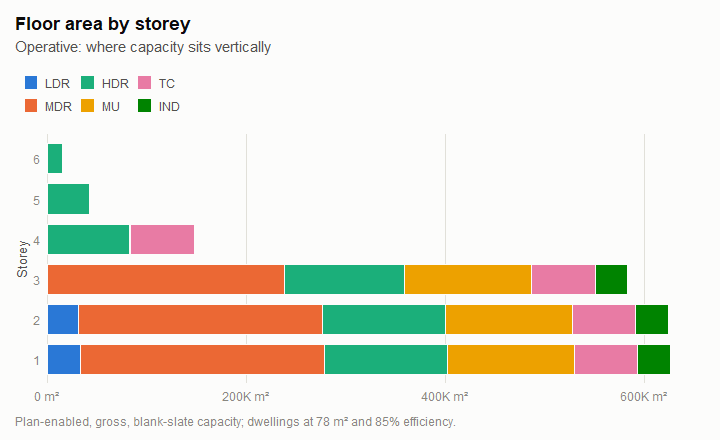 Floor area by storey
Operative: where capacity sits vertically
LDR HDR TC
MDR MU IND
6
5
4
Storey
3
2
1
0 m² 200K m² 400K m² 600K m²
Plan-enabled, gross, blank-slate capacity; dwellings at 78 m² and 85% efficiency.